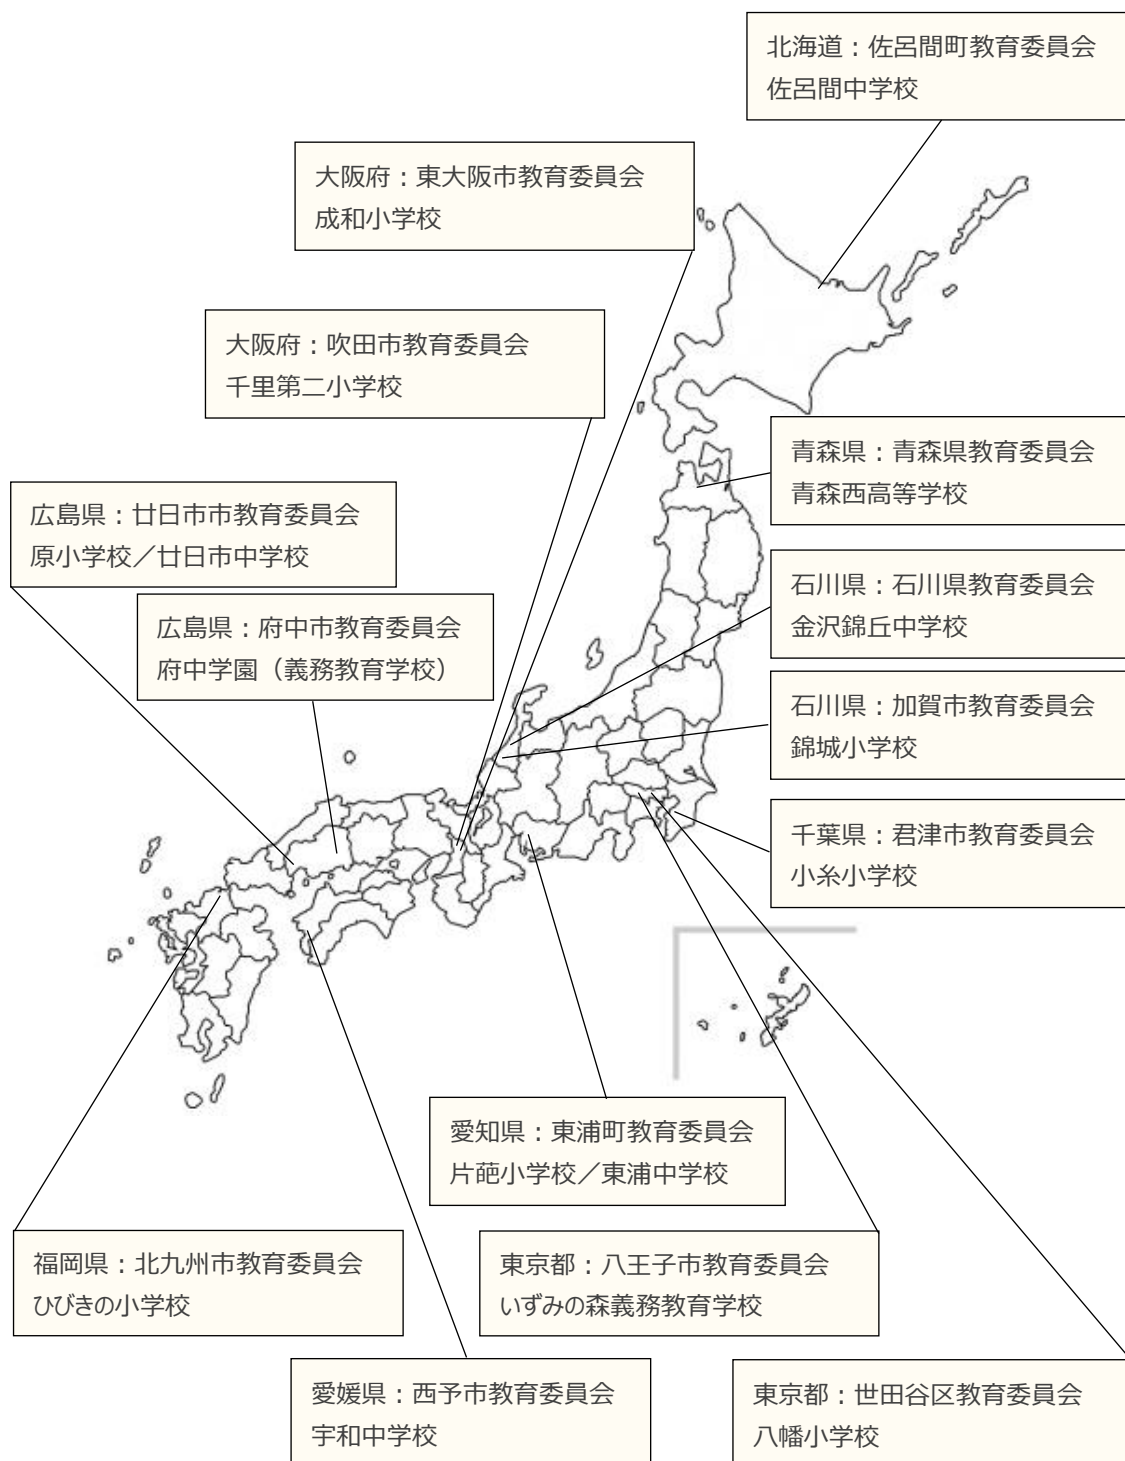 北海道：佐呂間町教育委員会
佐呂間中学校
大阪府：東大阪市教育委員会
成和小学校
大阪府：吹田市教育委員会
千里第二小学校
青森県：青森県教育委員会
青森西高等学校
広島県：廿日市市教育委員会
原小学校／廿日市中学校
石川県：石川県教育委員会
金沢錦丘中学校
広島県：府中市教育委員会
府中学園（義務教育学校）
石川県：加賀市教育委員会
錦城小学校
千葉県：君津市教育委員会
小糸小学校
愛知県：東浦町教育委員会
片葩小学校／東浦中学校
福岡県：北九州市教育委員会
ひびきの小学校
東京都：八王子市教育委員会
いずみの森義務教育学校
愛媛県：西予市教育委員会
宇和中学校
東京都：世田谷区教育委員会
八幡小学校